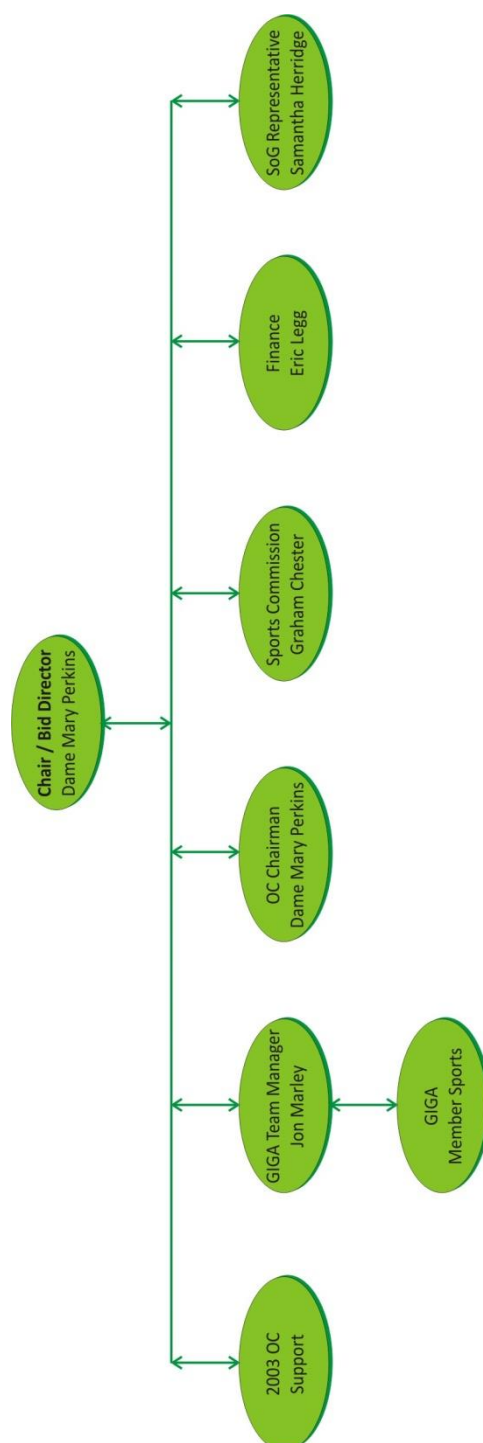 Chair / Bid Director
Dame Mary Perkins
2003 OC
Support
GIGA Team Manager
Jon Marley
OC Chairman
Dame Mary Perkins
Sports Commission
Graham Chester
Finance
Eric Legg
SoG Representative
Samantha Herridge
GIGA
Member Sports